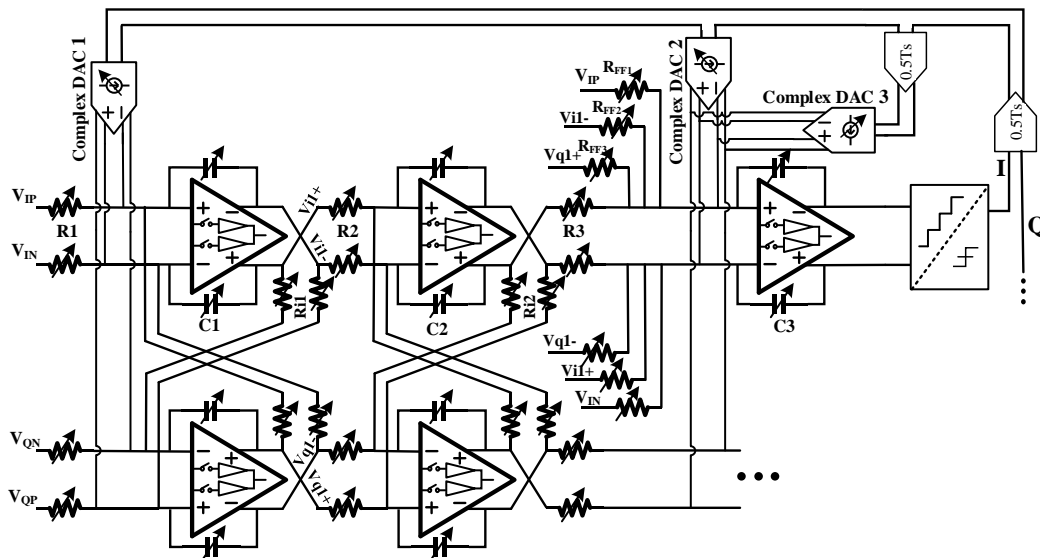 Complex DAC 1
Complex DAC 2
Complex DAC 3
0.5Ts
0.5Ts
+ −
+ −
−
+
V_IP
R_FF1
Vi1-
R_FF2
Vq1+
R_FF3
V_IP
R1
V_IN
+ −
− +
C1
Vi1+
Vi1-
R2
Ri1
+ −
− +
C2
R3
Ri2
+ −
− +
C3
I
Q
Vq1-
Vi1+
V_IN
V_QN
V_QP
− +
+ −
Vq1-
Vq1+
− +
+ −